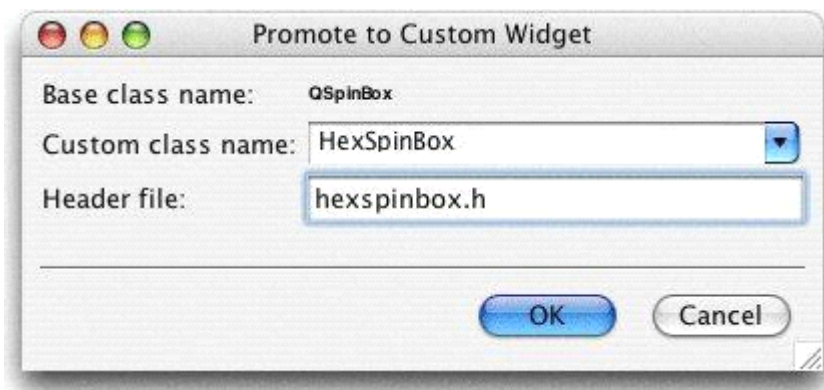 Promote to Custom Widget
Base class name: QSpinBox
Custom class name: HexSpinBox
Header file: hexspinbox.h
OK Cancel